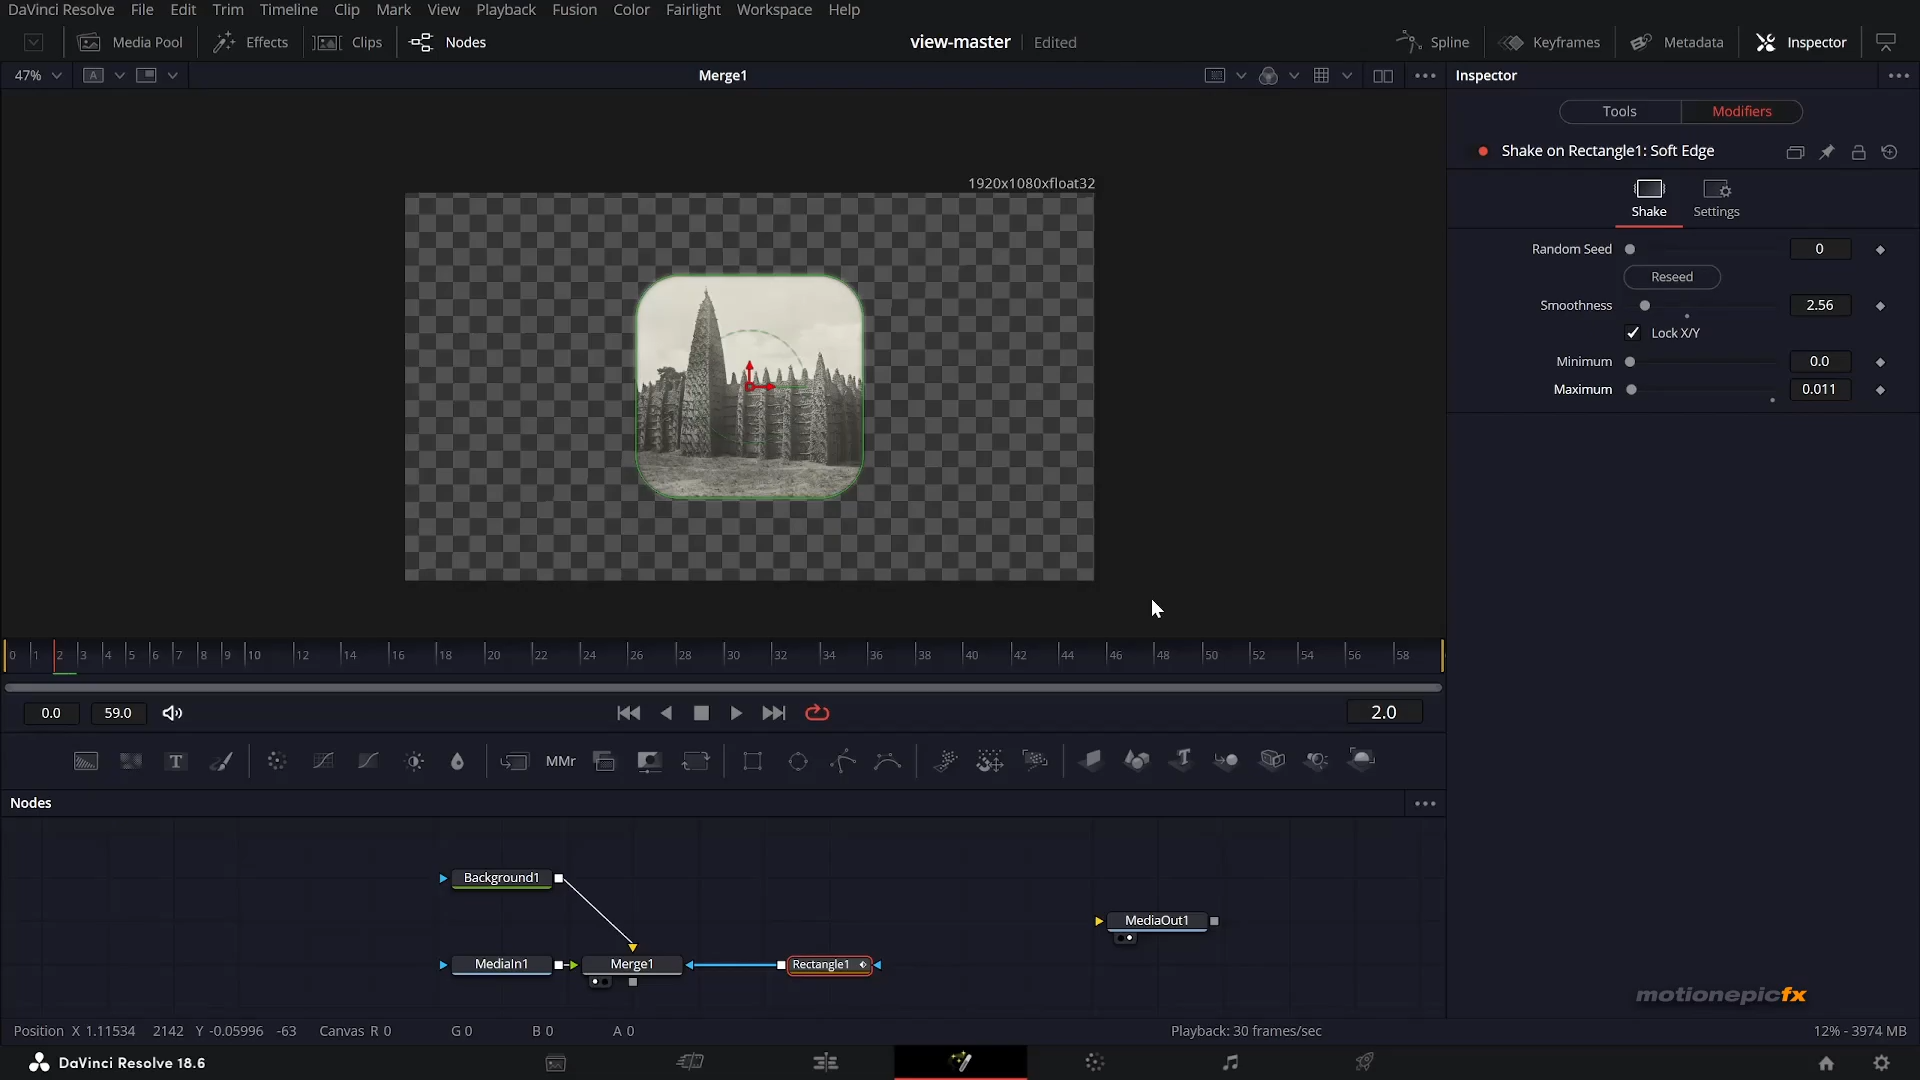 DaVinci Resolve File Edit Trim Timeline Clip Mark View Playback Fusion Color Fairlight Workspace Help
Media Pool Effects Clips Nodes view-master Edited Spline Keyframes Metadata Inspector
47% A Merge1 Inspector
Tools Modifiers
Shake on Rectangle1: Soft Edge
1920x1080xfloat32
Shake Settings
Random Seed 0
Reseed
Smoothness 2.56
Lock X/Y
Minimum 0.0
Maximum 0.011
0 1 2 3 4 5 6 7 8 9 10 12 14 16 18 20 22 24 26 28 30 32 34 36 38 40 42 44 46 48 50 52 54 56 58
0.0 59.0 2.0
T MMr T
Nodes
Background1
MediaOut1
MediaIn1 Merge1 Rectangle1
motionepicfx
Position X 1.11534 2142 Y -0.05996 -63 Canvas R 0 G 0 B 0 A 0 Playback: 30 frames/sec 12% - 3974 MB
DaVinci Resolve 18.6